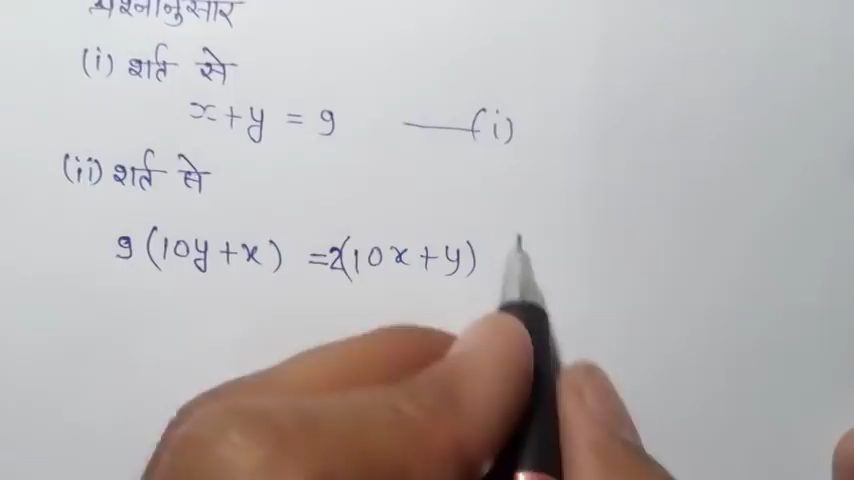 प्रश्नानुसार
(i) शर्त से
x+y = 9 —(i)
(ii) शर्त से
9(10y+x) =2(10x+y)